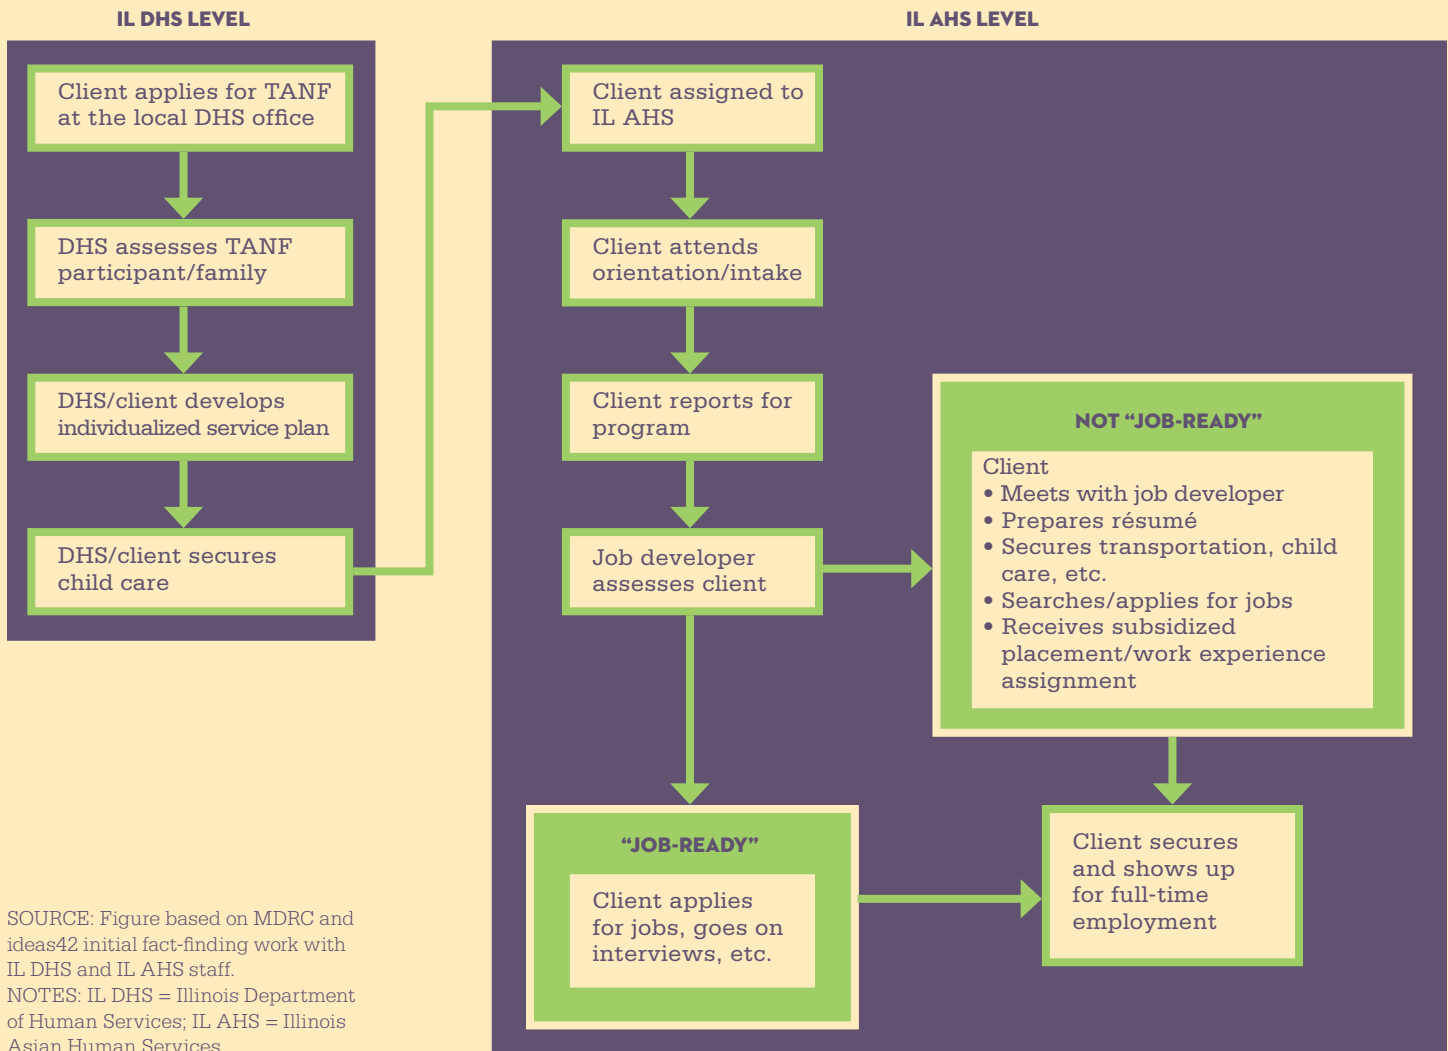 IL DHS LEVEL
Client applies for TANF
at the local DHS office
DHS assesses TANF
participant/family
DHS/client develops
individualized service plan
DHS/client secures
child care
IL AHS LEVEL
Client assigned to
IL AHS
Client attends
orientation/intake
Client reports for
program
Job developer
assesses client
NOT “JOB-READY”
Client
• Meets with job developer
• Prepares résumé
• Secures transportation, child
care, etc.
• Searches/applies for jobs
• Receives subsidized
placement/work experience
assignment
“JOB-READY”
Client applies
for jobs, goes on
interviews, etc.
Client secures
and shows up
for full-time
employment
SOURCE: Figure based on MDRC and
ideas42 initial fact-finding work with
IL DHS and IL AHS staff.
NOTES: IL DHS = Illinois Department
of Human Services; IL AHS = Illinois
Asian Human Services